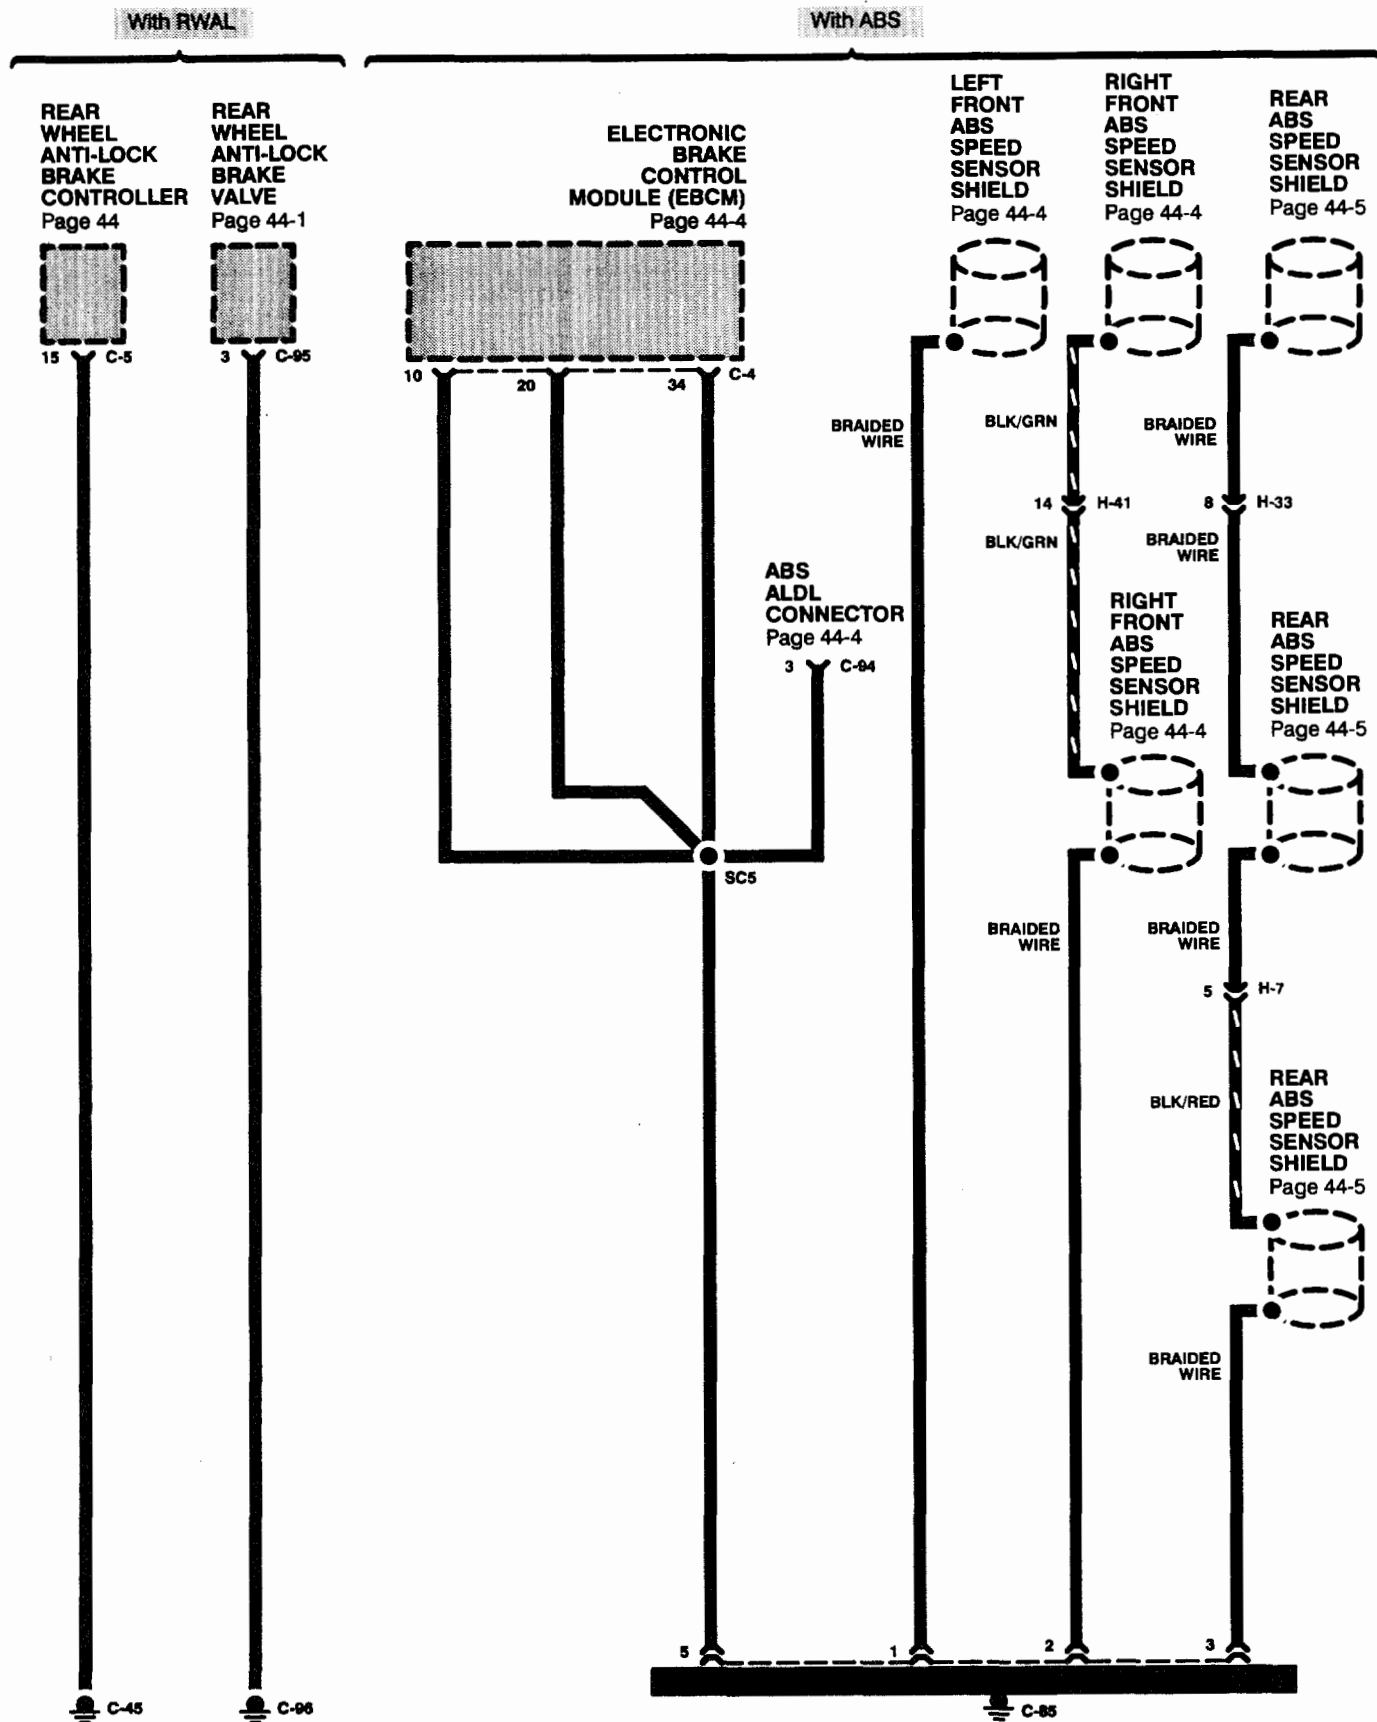 With RWAL
With ABS
REAR
WHEEL
ANTI-LOCK
BRAKE
CONTROLLER
Page 44
REAR
WHEEL
ANTI-LOCK
BRAKE
VALVE
Page 44-1
ELECTRONIC
BRAKE
CONTROL
MODULE (EBCM)
Page 44-4
LEFT
FRONT
ABS
SPEED
SENSOR
SHIELD
Page 44-4
RIGHT
FRONT
ABS
SPEED
SENSOR
SHIELD
Page 44-4
REAR
ABS
SPEED
SENSOR
SHIELD
Page 44-5
15 C-5
3 C-95
10
20
34 C-4
BRAIDED
WIRE
BLK/GRN
BRAIDED
WIRE
14 H-41
8 H-33
BLK/GRN
BRAIDED
WIRE
ABS
ALDL
CONNECTOR
Page 44-4
3 C-94
RIGHT
FRONT
ABS
SPEED
SENSOR
SHIELD
Page 44-4
REAR
ABS
SPEED
SENSOR
SHIELD
Page 44-5
SC5
BRAIDED
WIRE
BRAIDED
WIRE
5 H-7
BLK/RED
REAR
ABS
SPEED
SENSOR
SHIELD
Page 44-5
BRAIDED
WIRE
5
1
2
3
C-45
C-96
C-85